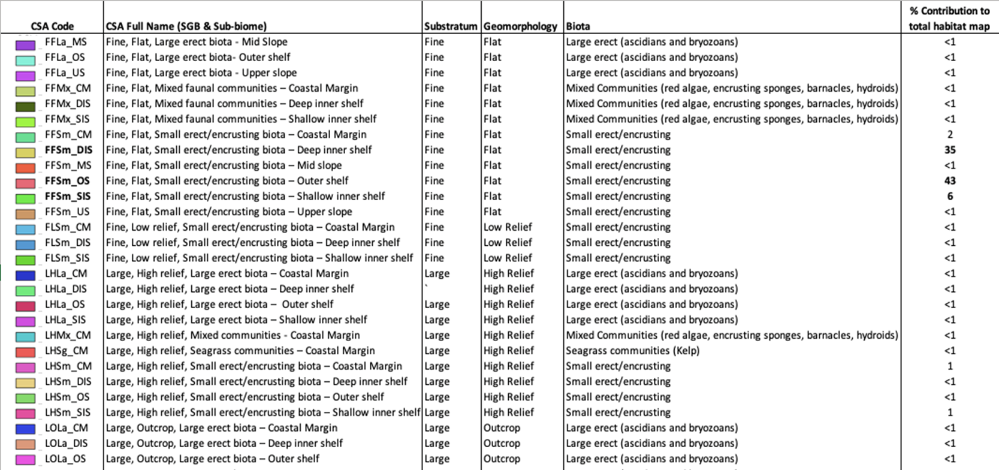 % Contribution to
CSA Code CSA Full Name (SGB & Sub-biome) Substratum Geomorphology Biota total habitat map
FFLa_MS Fine, Flat, Large erect biota - Mid Slope Fine Flat Large erect (ascidians and bryozoans) <1
FFLa_OS Fine, Flat, Large erect biota- Outer shelf Fine Flat Large erect (ascidians and bryozoans) <1
FFLa_US Fine, Flat, Large erect biota - Upper slope Fine Flat Large erect (ascidians and bryozoans) <1
FFMx_CM Fine, Flat, Mixed faunal communities – Coastal Margin Fine Flat Mixed Communities (red algae, encrusting sponges, barnacles, hydroids) <1
FFMx_DIS Fine, Flat, Mixed faunal communities – Deep inner shelf Fine Flat Mixed Communities (red algae, encrusting sponges, barnacles, hydroids) <1
FFMx_SIS Fine, Flat, Mixed faunal communities – Shallow inner shelf Fine Flat Mixed Communities (red algae, encrusting sponges, barnacles, hydroids) <1
FFSm_CM Fine, Flat, Small erect/encrusting biota – Coastal Margin Fine Flat Small erect/encrusting 2
FFSm_DIS Fine, Flat, Small erect/encrusting biota – Deep inner shelf Fine Flat Small erect/encrusting 35
FFSm_MS Fine, Flat, Small erect/encrusting biota – Mid slope Fine Flat Small erect/encrusting <1
FFSm_OS Fine, Flat, Small erect/encrusting biota – Outer shelf Fine Flat Small erect/encrusting 43
FFSm_SIS Fine, Flat, Small erect/encrusting biota – Shallow inner shelf Fine Flat Small erect/encrusting 6
FFSm_US Fine, Flat, Small erect/encrusting biota – Upper slope Fine Flat Small erect/encrusting <1
FLSm_CM Fine, Low relief, Small erect/encrusting biota – Coastal Margin Fine Low Relief Small erect/encrusting <1
FLSm_DIS Fine, Low relief, Small erect/encrusting biota – Deep inner shelf Fine Low Relief Small erect/encrusting <1
FLSm_SIS Fine, Low relief, Small erect/encrusting biota – Shallow inner shelf Fine Low Relief Small erect/encrusting <1
LHLa_CM Large, High relief, Large erect biota – Coastal Margin Large High Relief Large erect (ascidians and bryozoans) <1
LHLa_DIS Large, High relief, Large erect biota – Deep inner shelf ` High Relief Large erect (ascidians and bryozoans) <1
LHLa_OS Large, High relief, Large erect biota – Outer shelf Large High Relief Large erect (ascidians and bryozoans) <1
LHLa_SIS Large, High relief, Large erect biota – Shallow inner shelf Large High Relief Large erect (ascidians and bryozoans) <1
LHMx_CM Large, High relief, Mixed communities - Coastal Margin Large High Relief Mixed Communities (red algae, encrusting sponges, barnacles, hydroids) <1
LHSg_CM Large, High relief, Seagrass communities – Coastal Margin Large High Relief Seagrass communities (Kelp) <1
LHSm_CM Large, High relief, Small erect/encrusting biota – Coastal Margin Large High Relief Small erect/encrusting 1
LHSm_DIS Large, High relief, Small erect/encrusting biota – Deep inner shelf Large High Relief Small erect/encrusting <1
LHSm_OS Large, High relief, Small erect/encrusting biota – Outer shelf Large High Relief Small erect/encrusting <1
LHSm_SIS Large, High relief, Small erect/encrusting biota – Shallow inner shelf Large High Relief Small erect/encrusting 1
LOLa_CM Large, Outcrop, Large erect biota – Coastal Margin Large Outcrop Large erect (ascidians and bryozoans) <1
LOLa_DIS Large, Outcrop, Large erect biota – Deep inner shelf Large Outcrop Large erect (ascidians and bryozoans) <1
LOLa_OS Large, Outcrop, Large erect biota – Outer shelf Large Outcrop Large erect (ascidians and bryozoans) <1